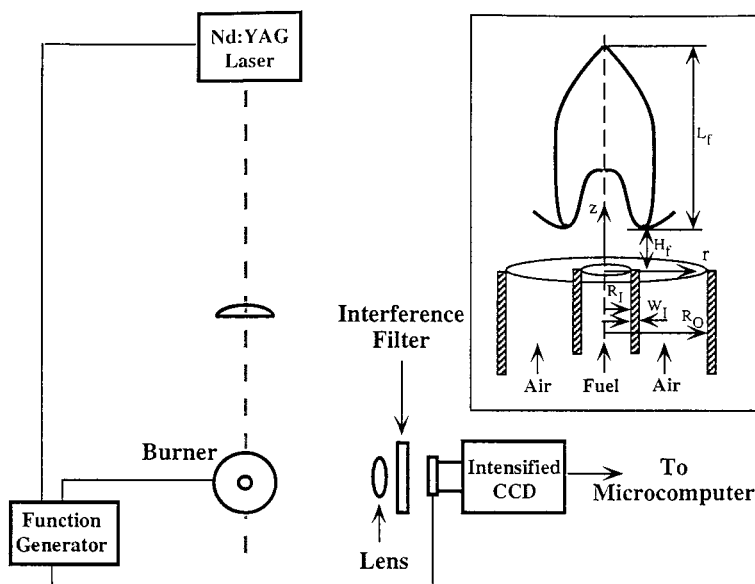 Nd:YAG
Laser
Interference
Filter
Burner
Function
Generator
Lens
Intensified
CCD
To
Microcomputer
L_f
z
H_f
r
R_I
W_I
R_O
Air
Fuel
Air